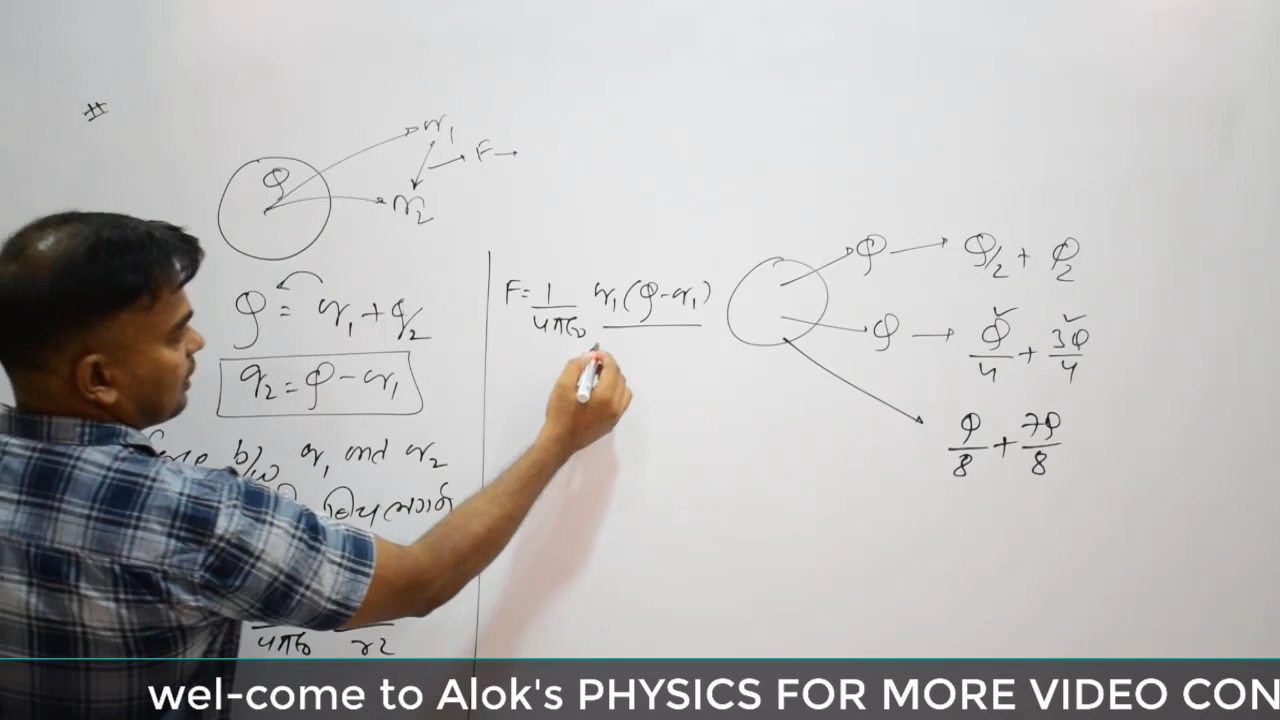 #
Q
q₁
F →
q₂
Q = q₁ + q₂
q₂ = Q - q₁
b/w q₁ and q₂
4πε₀ r2
F = 1/4πε₀ q₁(Q-q₁)
Q → Q/2 + Q/2
Q → Q/4 + 3Q/4
Q/8 + 7Q/8
wel-come to Alok's PHYSICS FOR MORE VIDEO CON